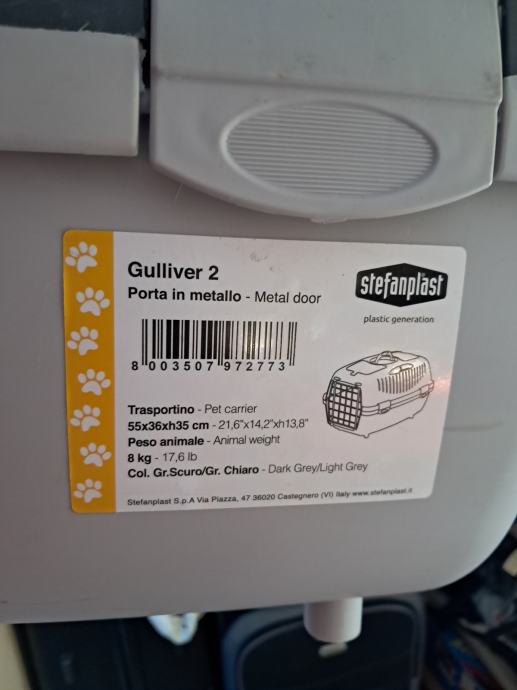 Gulliver 2
Porta in metallo - Metal door
stefanplast
plastic generation
8 003507 972773
Trasportino - Pet carrier
55x36xh35 cm - 21,6"x14,2"xh13,8"
Peso animale - Animal weight
8 kg - 17,6 lb
Col. Gr.Scuro/Gr. Chiaro - Dark Grey/Light Grey
Stefanplast S.p.A Via Piazza, 47 36020 Castegnero (VI) Italy www.stefanplast.it